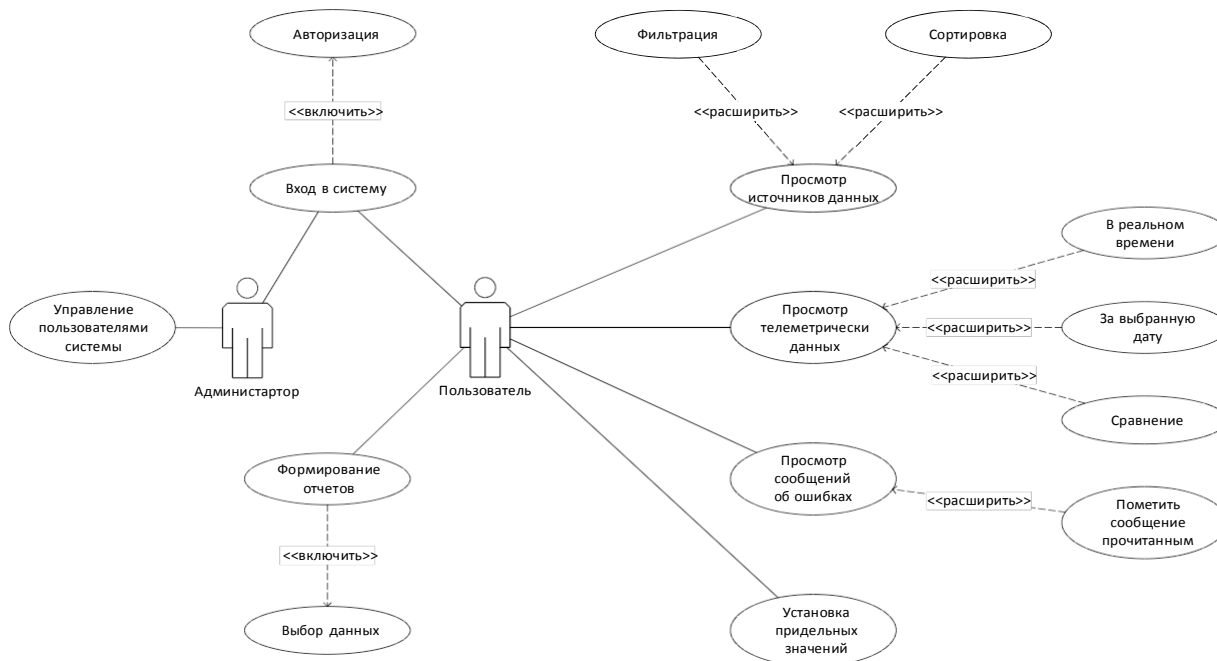 Авторизация
Фильтрация
Сортировка
<<включить>>
<<расширить>>
<<расширить>>
Вход в систему
Просмотр
источников данных
В реальном
времени
<<расширить>>
Управление
пользователями
системы
Просмотр
телеметрически
данных
<<расширить>>
За выбранную
дату
Администартор
Пользователь
<<расширить>>
Сравнение
Формирование
отчетов
Просмотр
сообщений
об ошибках
<<расширить>>
Пометить
сообщение
прочитанным
<<включить>>
Выбор данных
Установка
придельных
значений